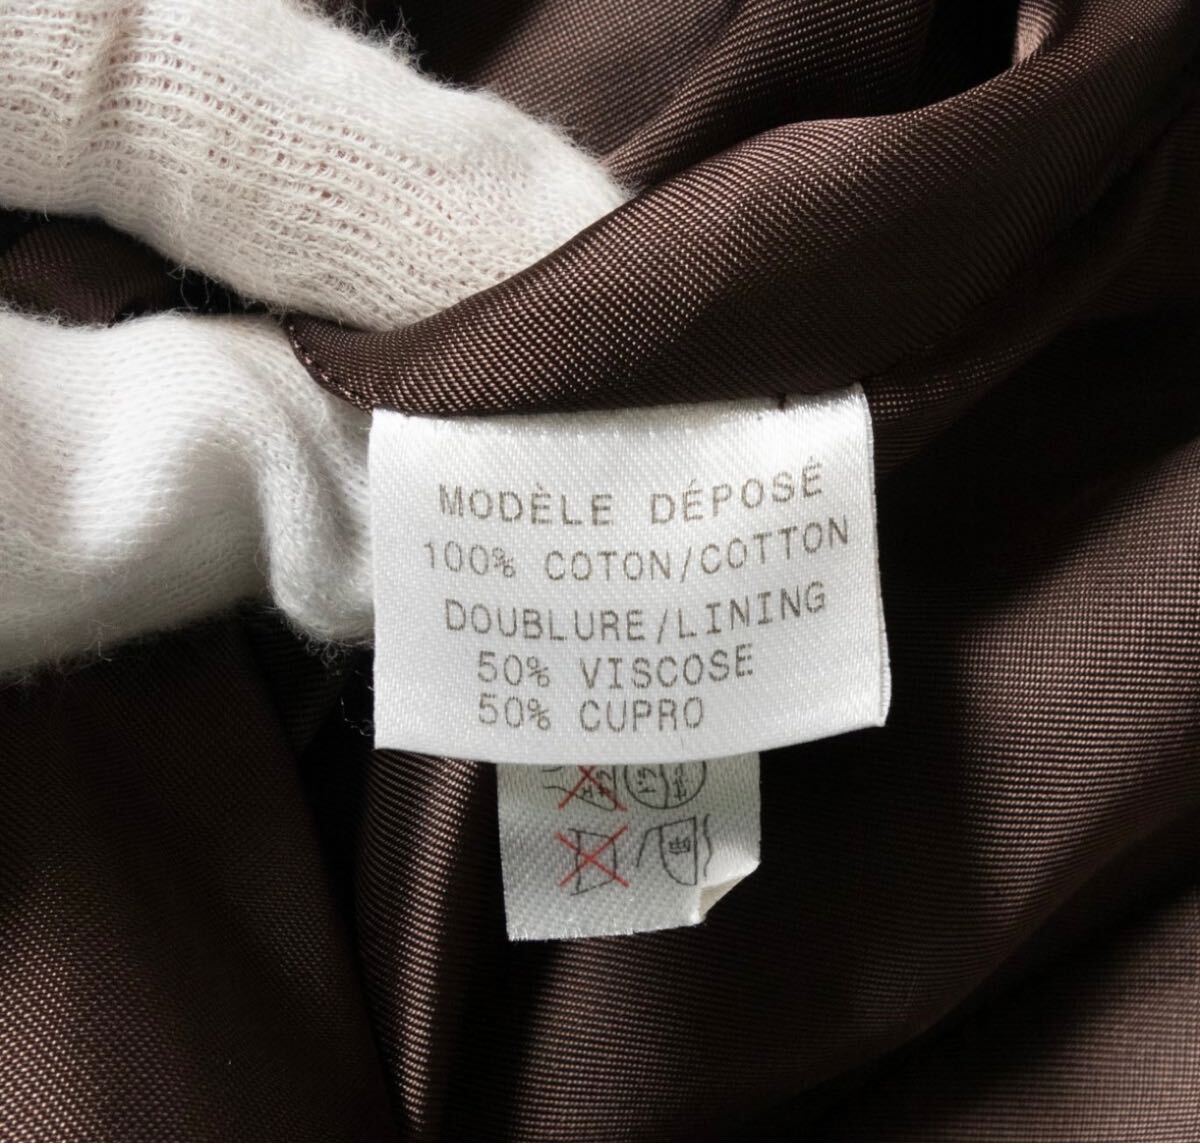 MODÈLE DÉPOSÉ
100% COTON/COTTON
DOUBLURE/LINING
50% VISCOSE
50% CUPRO